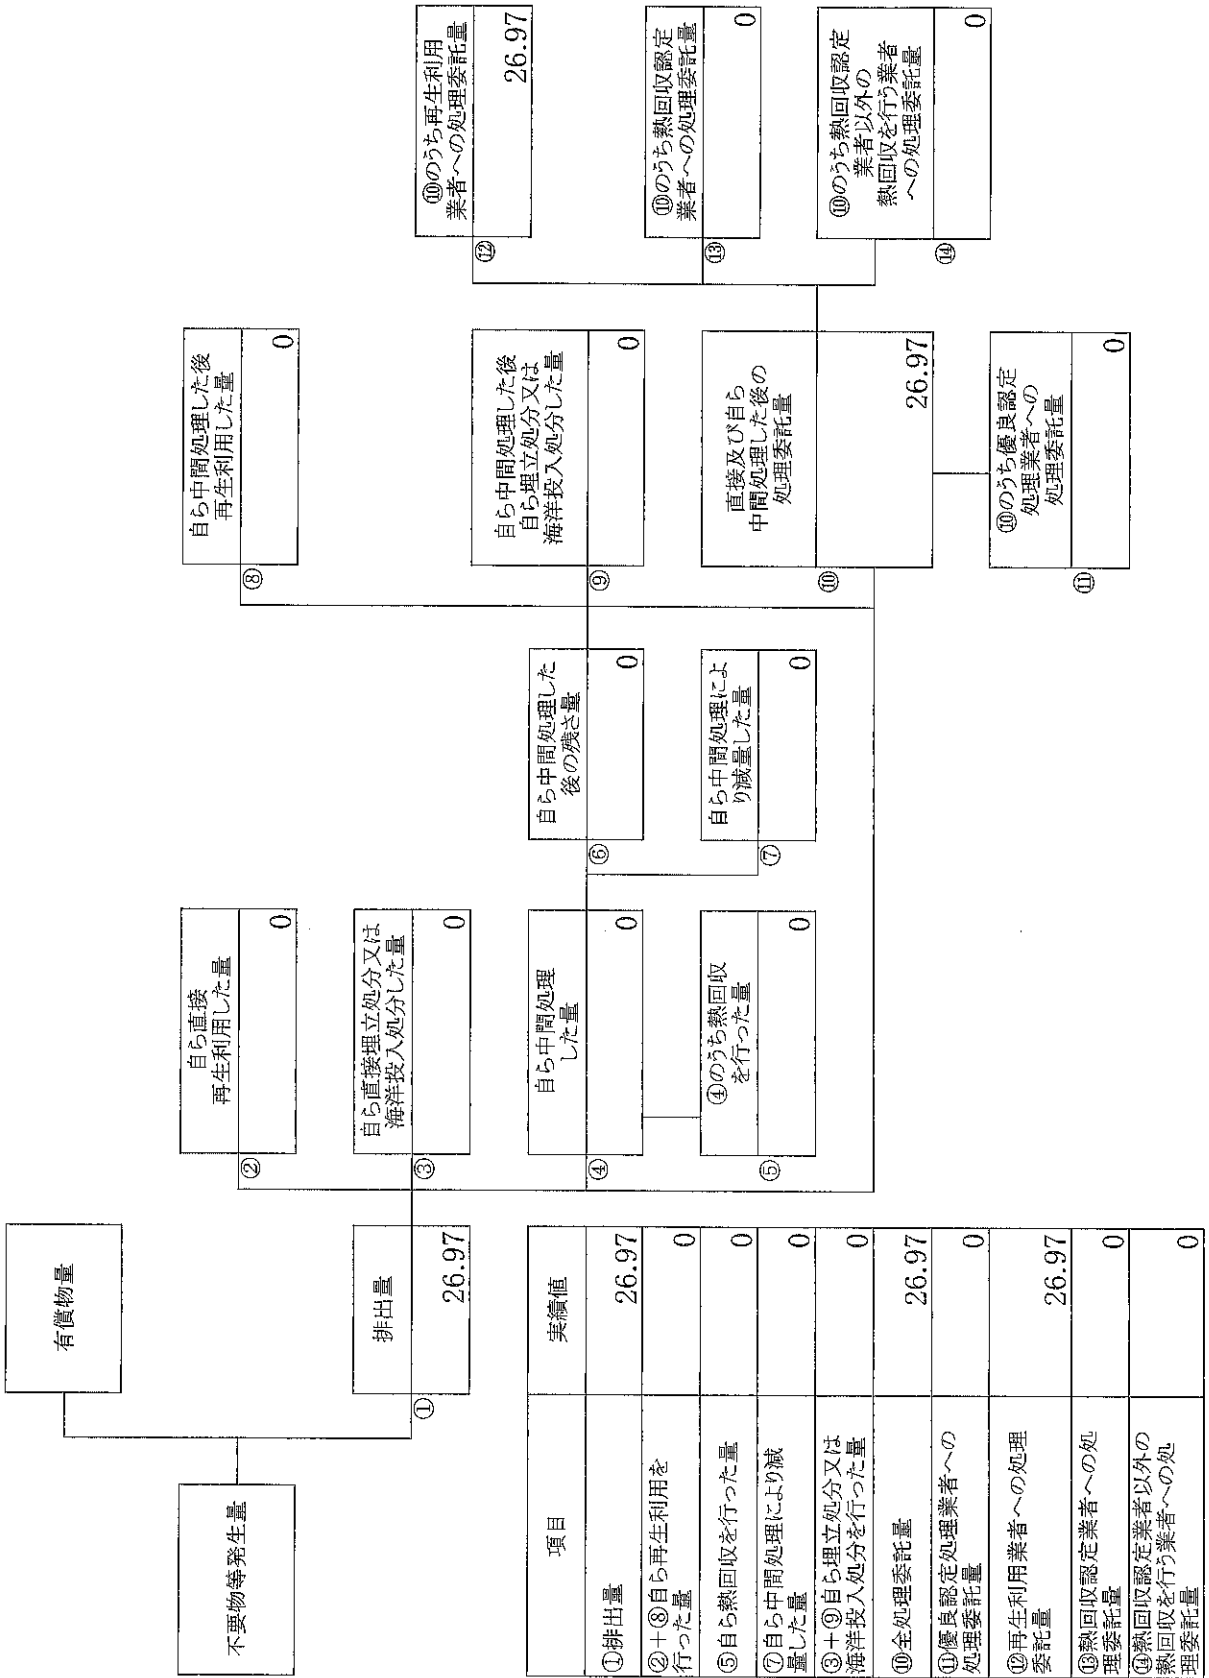 不要物等発生量
有償物量
排出量
①
26.97
自ら直接
再生利用した量
②
0
自ら直接埋立処分又は
海洋投入処分した量
③
0
自ら中間処理
した量
④
0
④のうち熱回収
を行った量
⑤
0
自ら中間処理した
後の残さ量
⑥
0
自ら中間処理によ
り減量した量
⑦
0
自ら中間処理した後
再生利用した量
⑧
0
自ら中間処理した後
自ら埋立処分又は
海洋投入処分した量
⑨
0
直接及び自ら
中間処理した後の
処理委託量
⑩
26.97
⑩のうち優良認定
処理業者への
処理委託量
⑪
0
⑩のうち再生利用
業者への処理委託量
⑫
26.97
⑩のうち熱回収認定
業者への処理委託量
⑬
0
⑩のうち熱回収認定
業者以外の
熱回収を行う業者
への処理委託量
⑭
0
項目
実績値
①排出量
26.97
②+⑧自ら再生利用を
行った量
0
⑤自ら熱回収を行った量
0
⑦自ら中間処理により減
量した量
0
③+⑨自ら埋立処分又は
海洋投入処分を行った量
0
⑩全処理委託量
26.97
⑪優良認定処理業者への
処理委託量
0
⑫再生利用業者への処理
委託量
26.97
⑬熱回収認定業者への処
理委託量
0
⑭熱回収認定業者以外の
熱回収を行う業者への処
理委託量
0